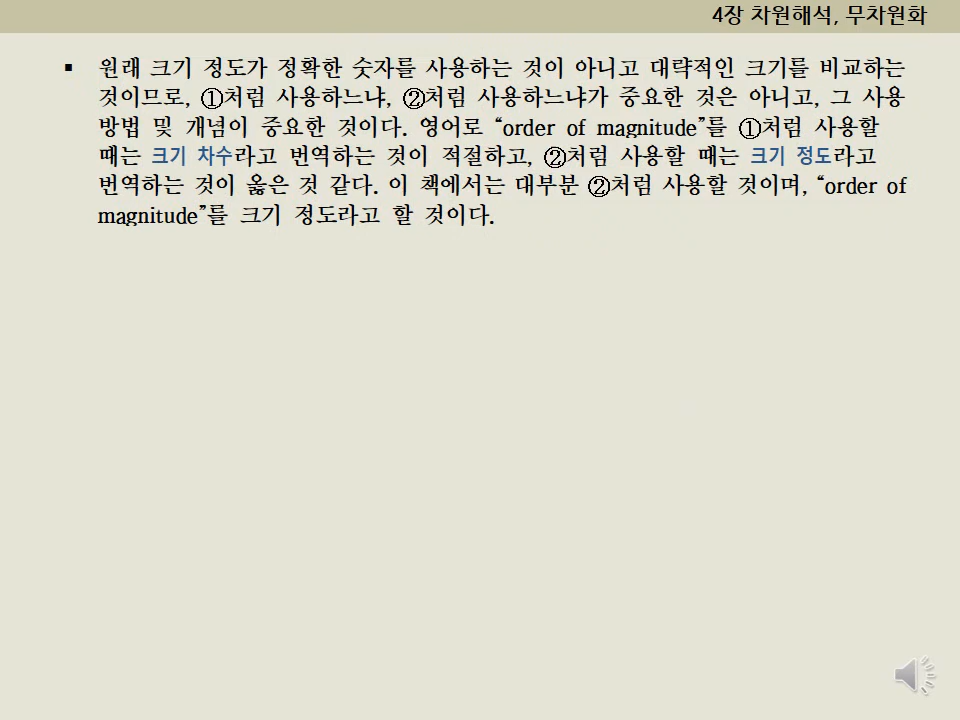 4장 차원해석, 무차원화
▪ 원래 크기 정도가 정확한 숫자를 사용하는 것이 아니고 대략적인 크기를 비교하는
것이므로, ①처럼 사용하느냐, ②처럼 사용하느냐가 중요한 것은 아니고, 그 사용
방법 및 개념이 중요한 것이다. 영어로 “order of magnitude”를 ①처럼 사용할
때는 크기 차수라고 번역하는 것이 적절하고, ②처럼 사용할 때는 크기 정도라고
번역하는 것이 옳은 것 같다. 이 책에서는 대부분 ②처럼 사용할 것이며, “order of
magnitude”를 크기 정도라고 할 것이다.